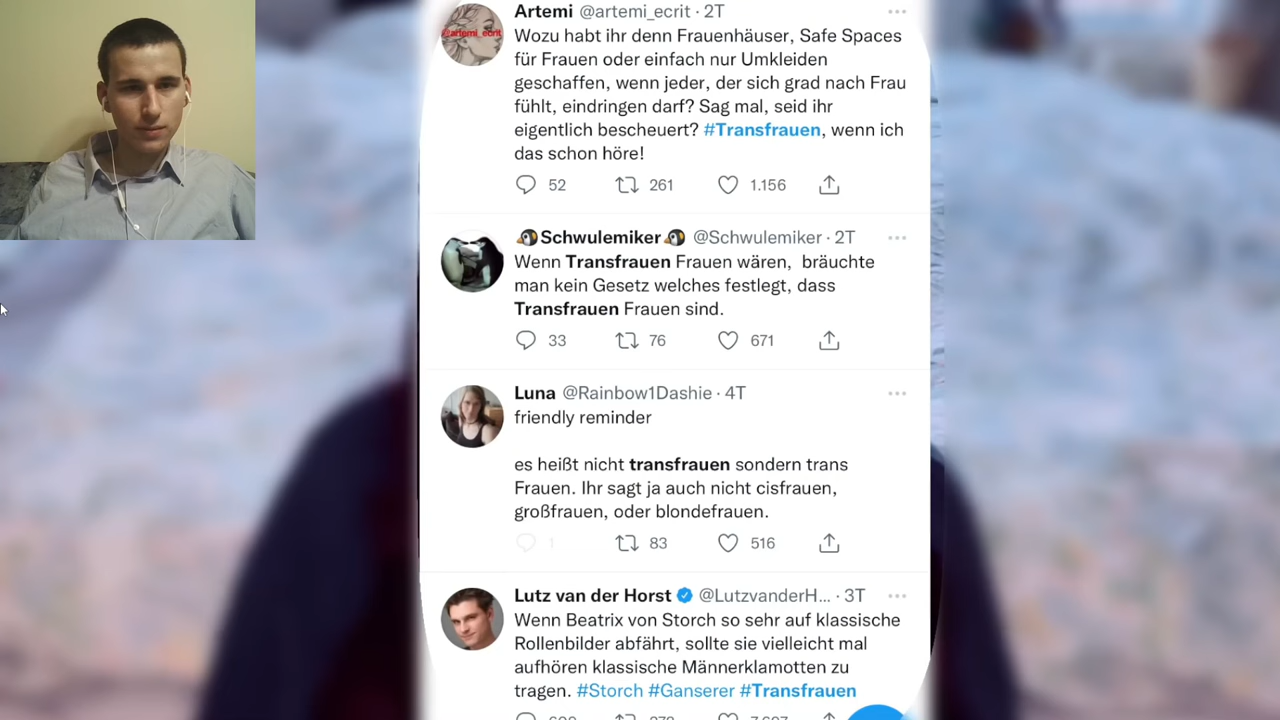 Artemi @artemi_ecrit · 2T
@artemi_ecrit
Wozu habt ihr denn Frauenhäuser, Safe Spaces
für Frauen oder einfach nur Umkleiden
geschaffen, wenn jeder, der sich grad nach Frau
fühlt, eindringen darf? Sag mal, seid ihr
eigentlich bescheuert? #Transfrauen, wenn ich
das schon höre!
52 261 1.156
🐧Schwulemiker🐧 @Schwulemiker · 2T
Wenn Transfrauen Frauen wären, bräuchte
man kein Gesetz welches festlegt, dass
Transfrauen Frauen sind.
33 76 671
Luna @Rainbow1Dashie · 4T
friendly reminder
es heißt nicht transfrauen sondern trans
Frauen. Ihr sagt ja auch nicht cisfrauen,
großfrauen, oder blondefrauen.
1 83 516
Lutz van der Horst @LutzvanderH... · 3T
Wenn Beatrix von Storch so sehr auf klassische
Rollenbilder abfährt, sollte sie vielleicht mal
aufhören klassische Männerklamotten zu
tragen. #Storch #Ganserer #Transfrauen